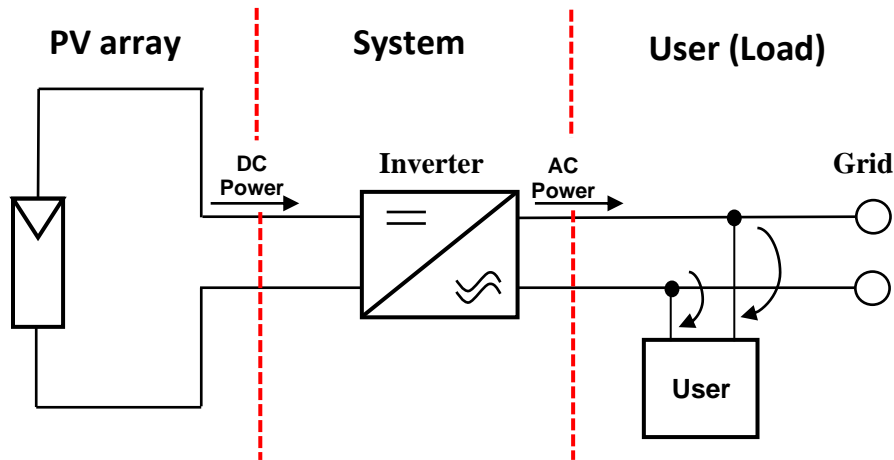 PV array
System
User (Load)
DC
Power
Inverter
AC
Power
Grid
User